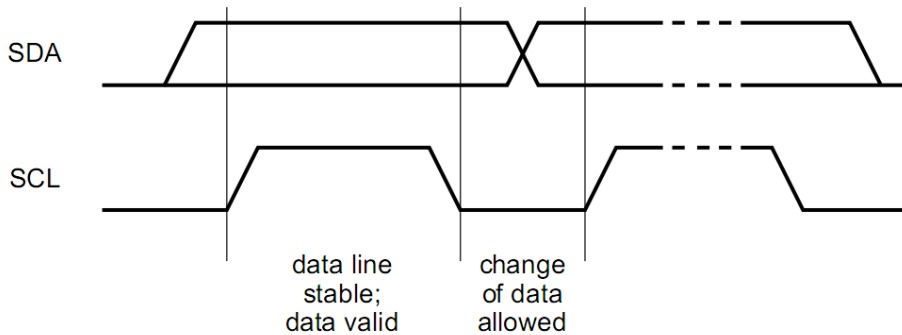 SDA
SCL
data line
stable;
data valid
change
of data
allowed